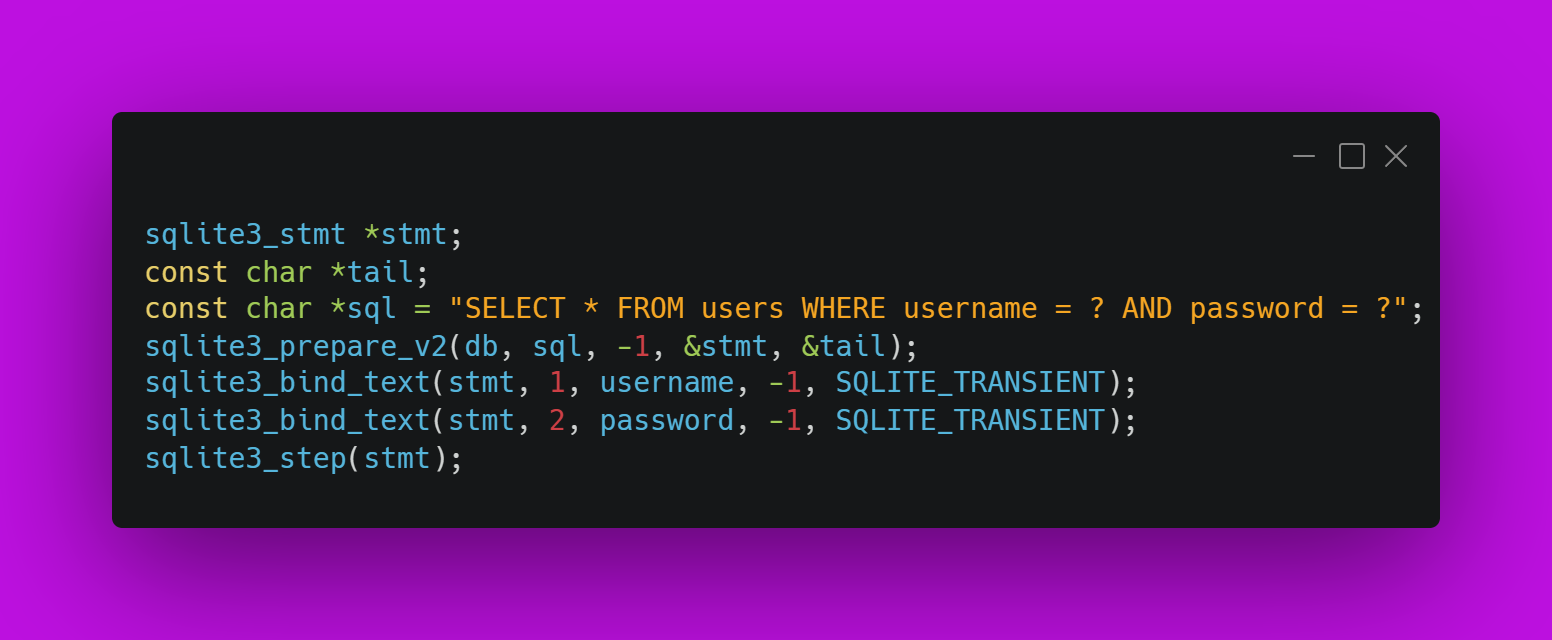 sqlite3_stmt *stmt;
const char *tail;
const char *sql = "SELECT * FROM users WHERE username = ? AND password = ?";
sqlite3_prepare_v2(db, sql, -1, &stmt, &tail);
sqlite3_bind_text(stmt, 1, username, -1, SQLITE_TRANSIENT);
sqlite3_bind_text(stmt, 2, password, -1, SQLITE_TRANSIENT);
sqlite3_step(stmt);